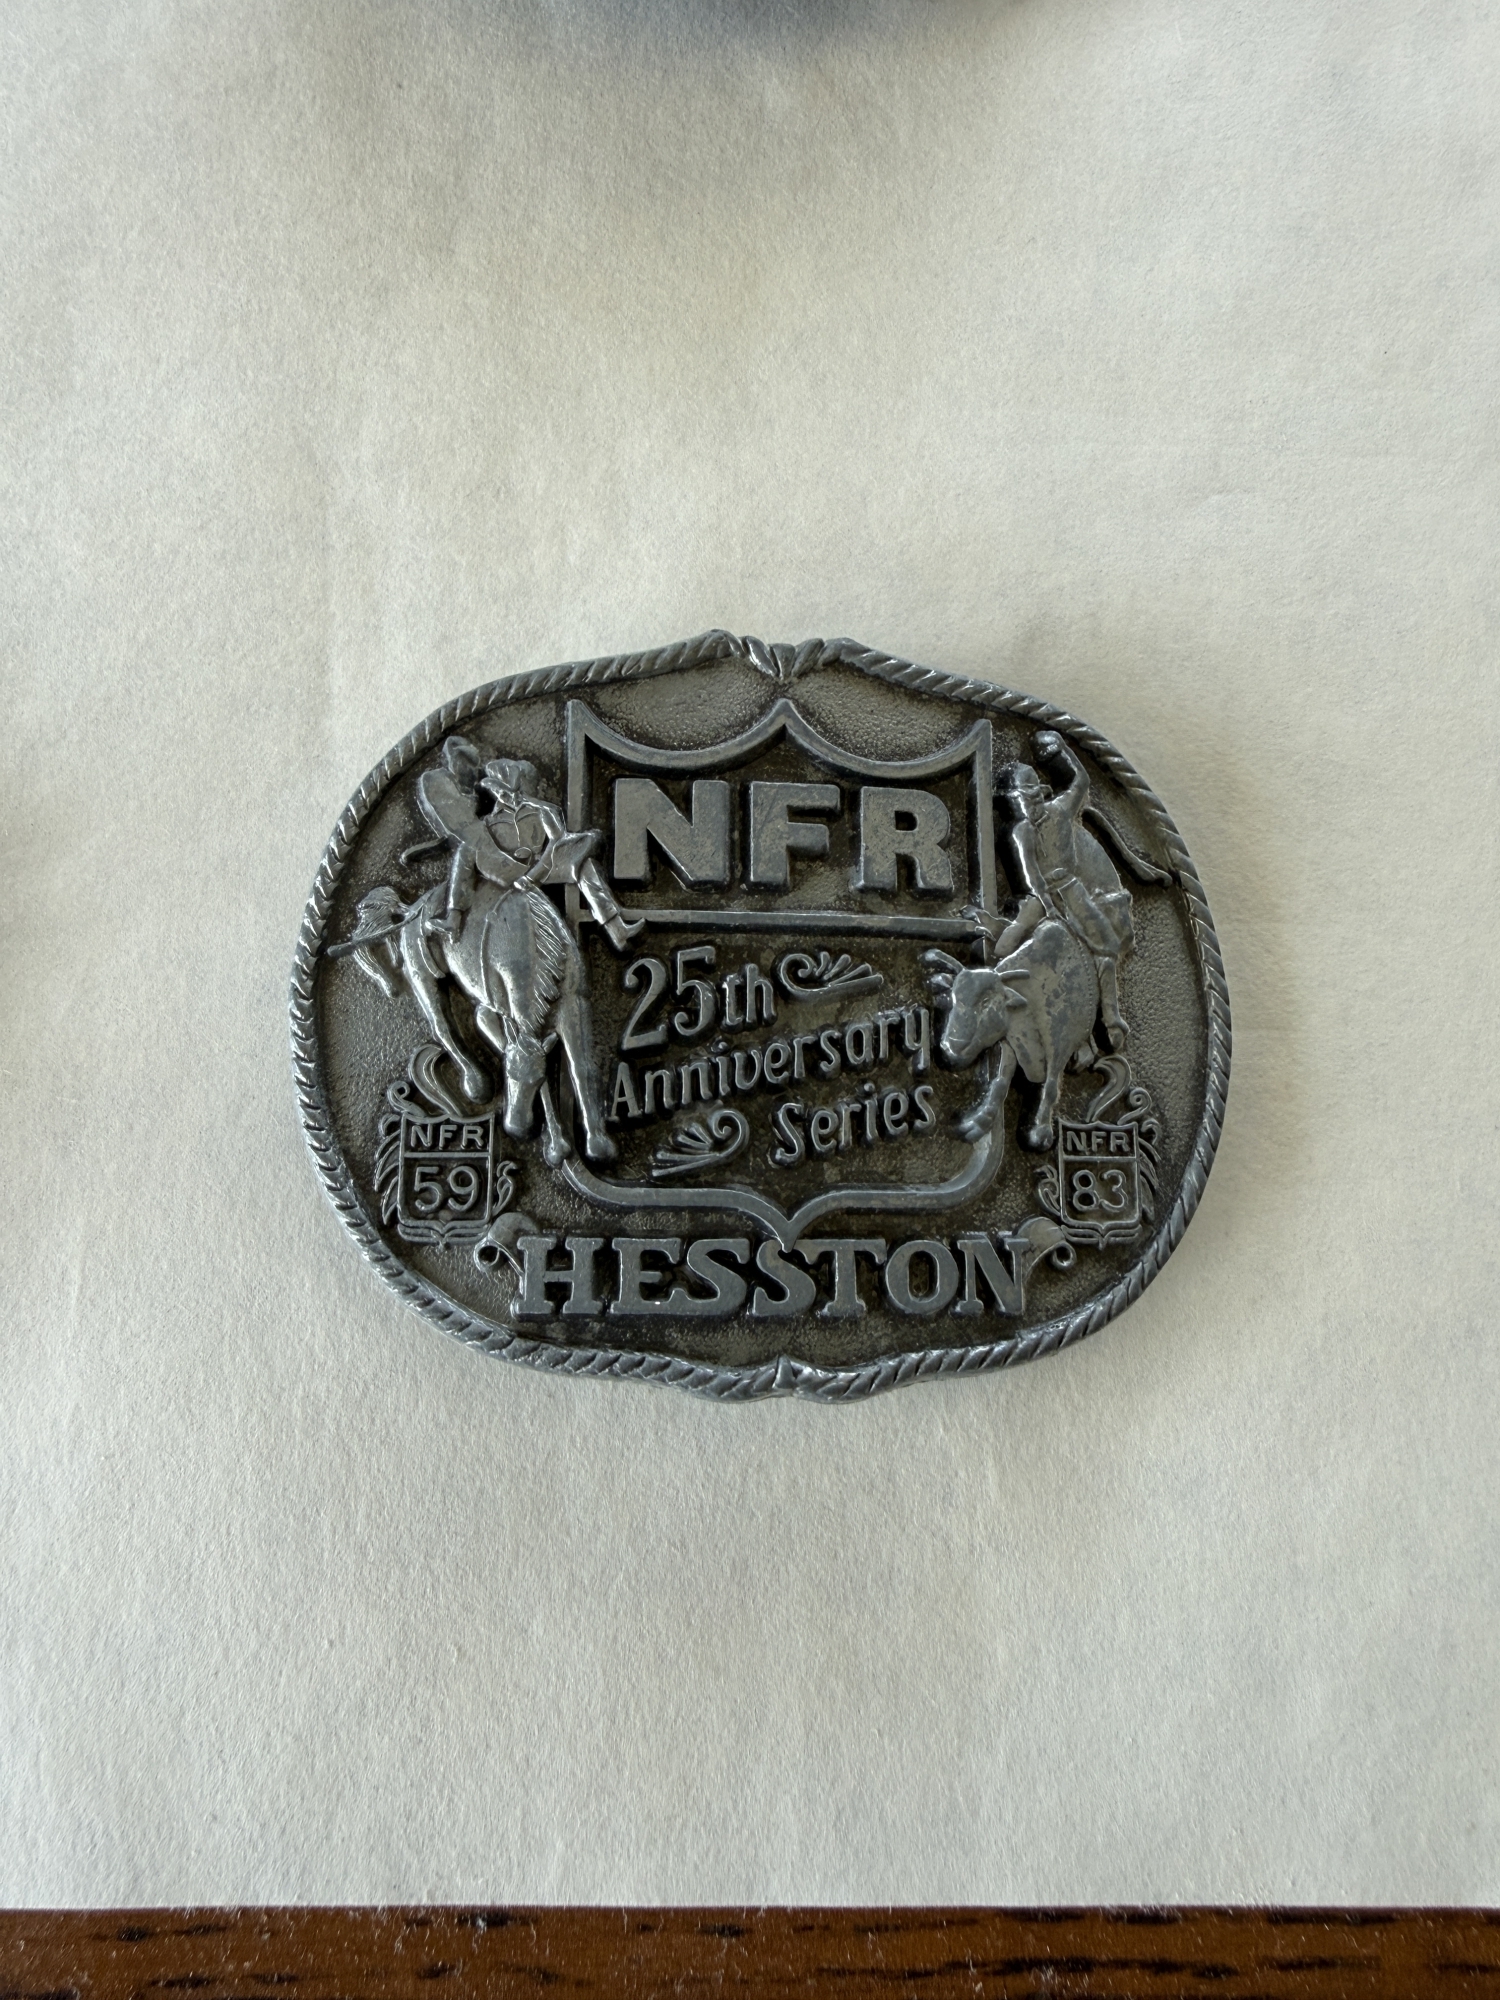 NFR
25th
Anniversary
Series
NFR
59
NFR
83
HESSTON